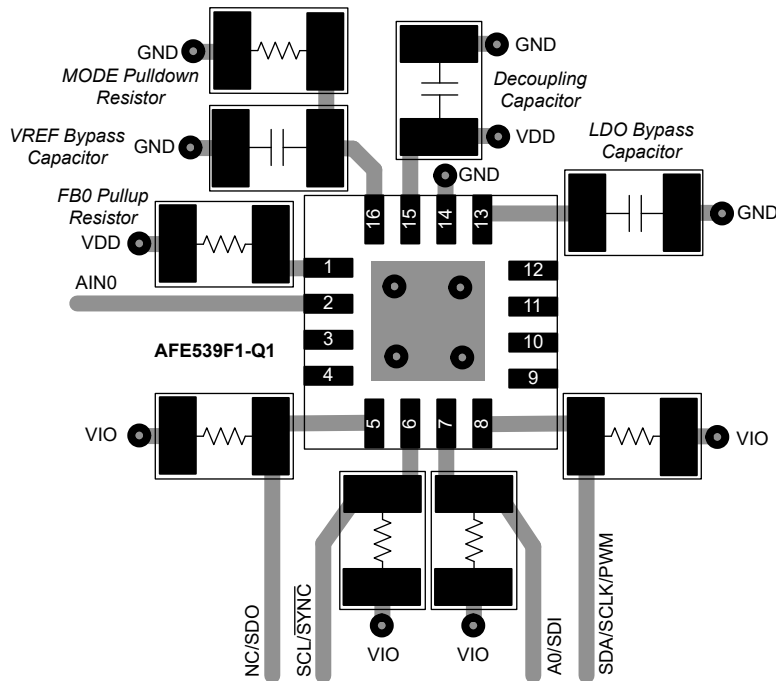 GND
MODE Pulldown
Resistor
GND
Decoupling
Capacitor
VREF Bypass
Capacitor
GND
VDD
LDO Bypass
Capacitor
GND
FB0 Pullup
Resistor
VDD
GND
16
15
14
13
AIN0
1
2
3
4
12
11
10
9
AFE539F1-Q1
VIO
5
6
7
8
VIO
NC/SDO
SCL/SYNC
VIO
VIO
A0/SDI
SDA/SCLK/PWM